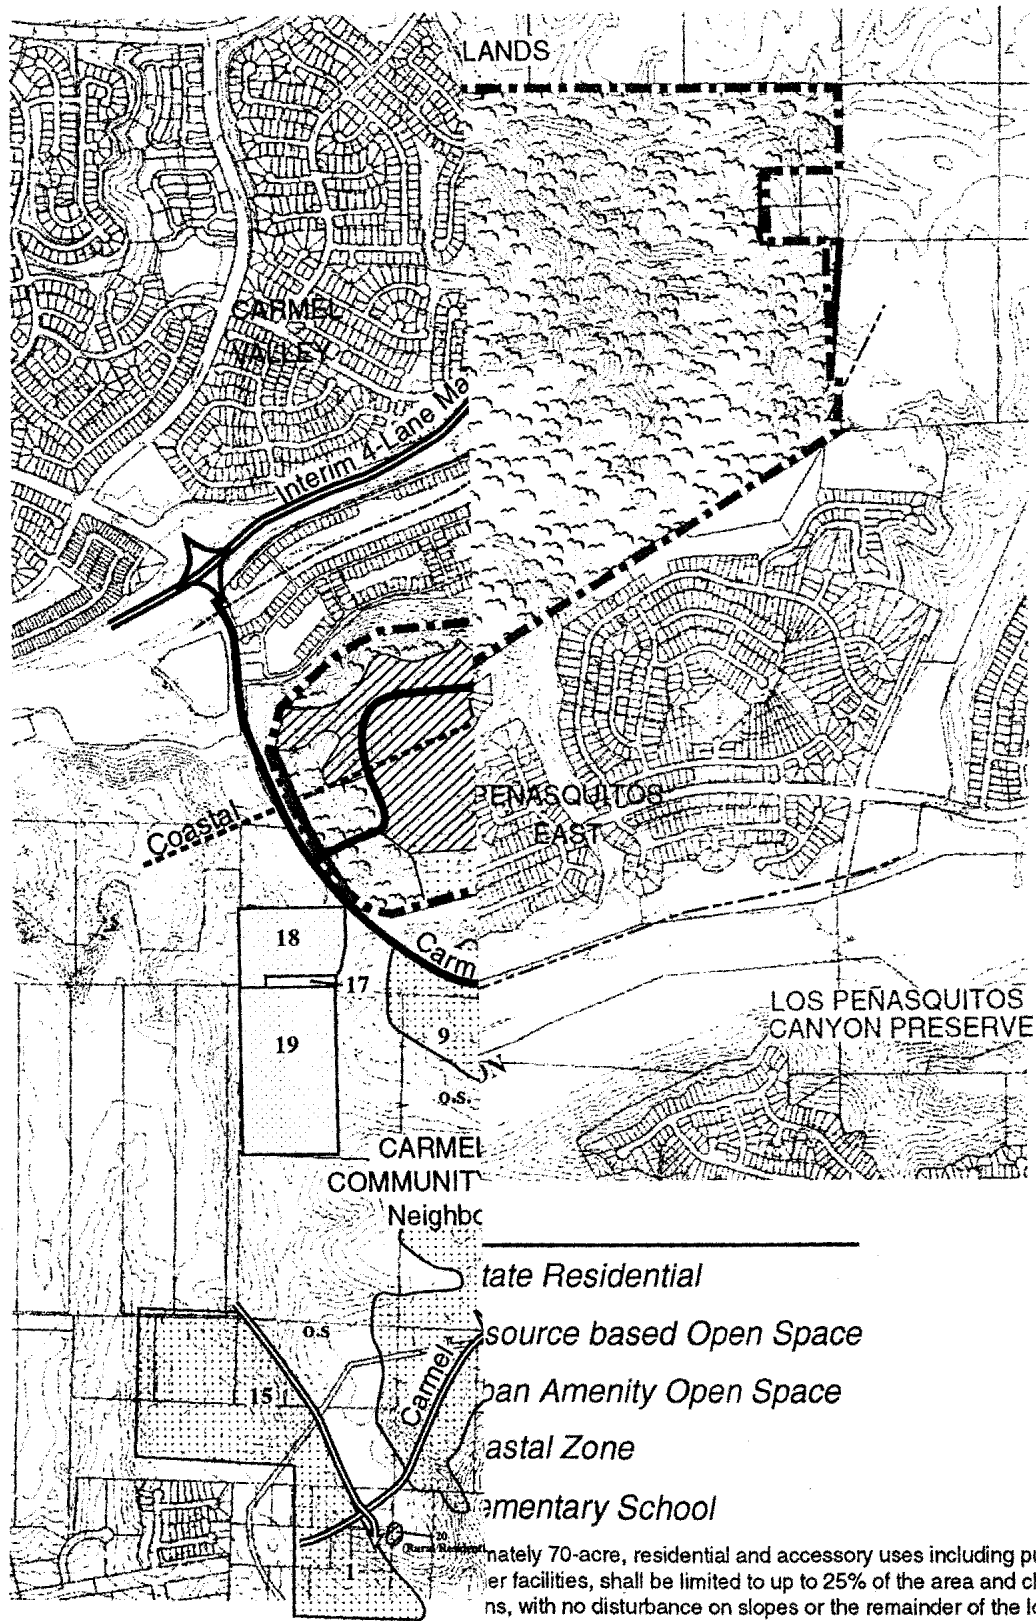 LANDS
CARMEL
VALLEY
Interim 4-Lane Ma
PEÑASQUITOS
EAST
Coastal
Carm
18
17
19
9
o.s.
LOS PEÑASQUITOS
CANYON PRESERVE
CARMEL
COMMUNIT
Neighbo
tate Residential
source based Open Space
ban Amenity Open Space
astal Zone
ementary School
o.s
15
Carmel
20
(Rural Residenti
1
mately 70-acre, residential and accessory uses including pu
er facilities, shall be limited to up to 25% of the area and cl
ns, with no disturbance on slopes or the remainder of the l